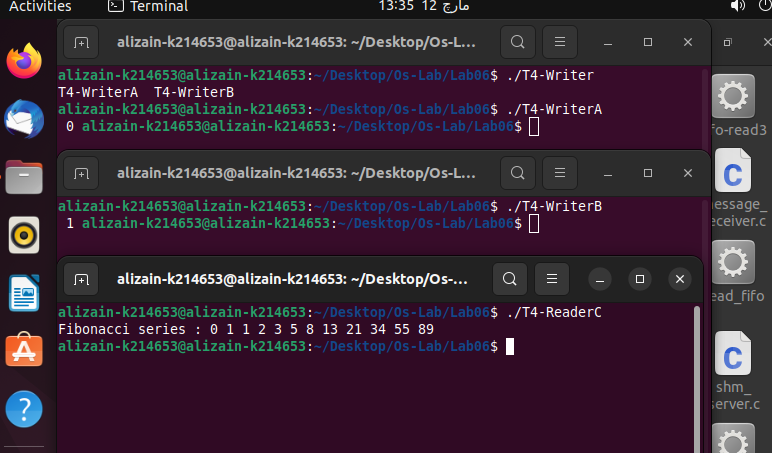 Activities
Terminal
13:35 مارچ 12
alizain-k214653@alizain-k214653: ~/Desktop/Os-L...
alizain-k214653@alizain-k214653:~/Desktop/Os-Lab/Lab06$ ./T4-Writer
T4-WriterA  T4-WriterB
alizain-k214653@alizain-k214653:~/Desktop/Os-Lab/Lab06$ ./T4-WriterA
 0 alizain-k214653@alizain-k214653:~/Desktop/Os-Lab/Lab06$
alizain-k214653@alizain-k214653: ~/Desktop/Os-L...
alizain-k214653@alizain-k214653:~/Desktop/Os-Lab/Lab06$ ./T4-WriterB
 1 alizain-k214653@alizain-k214653:~/Desktop/Os-Lab/Lab06$
alizain-k214653@alizain-k214653: ~/Desktop/Os-...
alizain-k214653@alizain-k214653:~/Desktop/Os-Lab/Lab06$ ./T4-ReaderC
Fibonacci series : 0 1 1 2 3 5 8 13 21 34 55 89
alizain-k214653@alizain-k214653:~/Desktop/Os-Lab/Lab06$
fo-read3
C
essage_
eceiver.c
ead_fifo
C
shm_
server.c